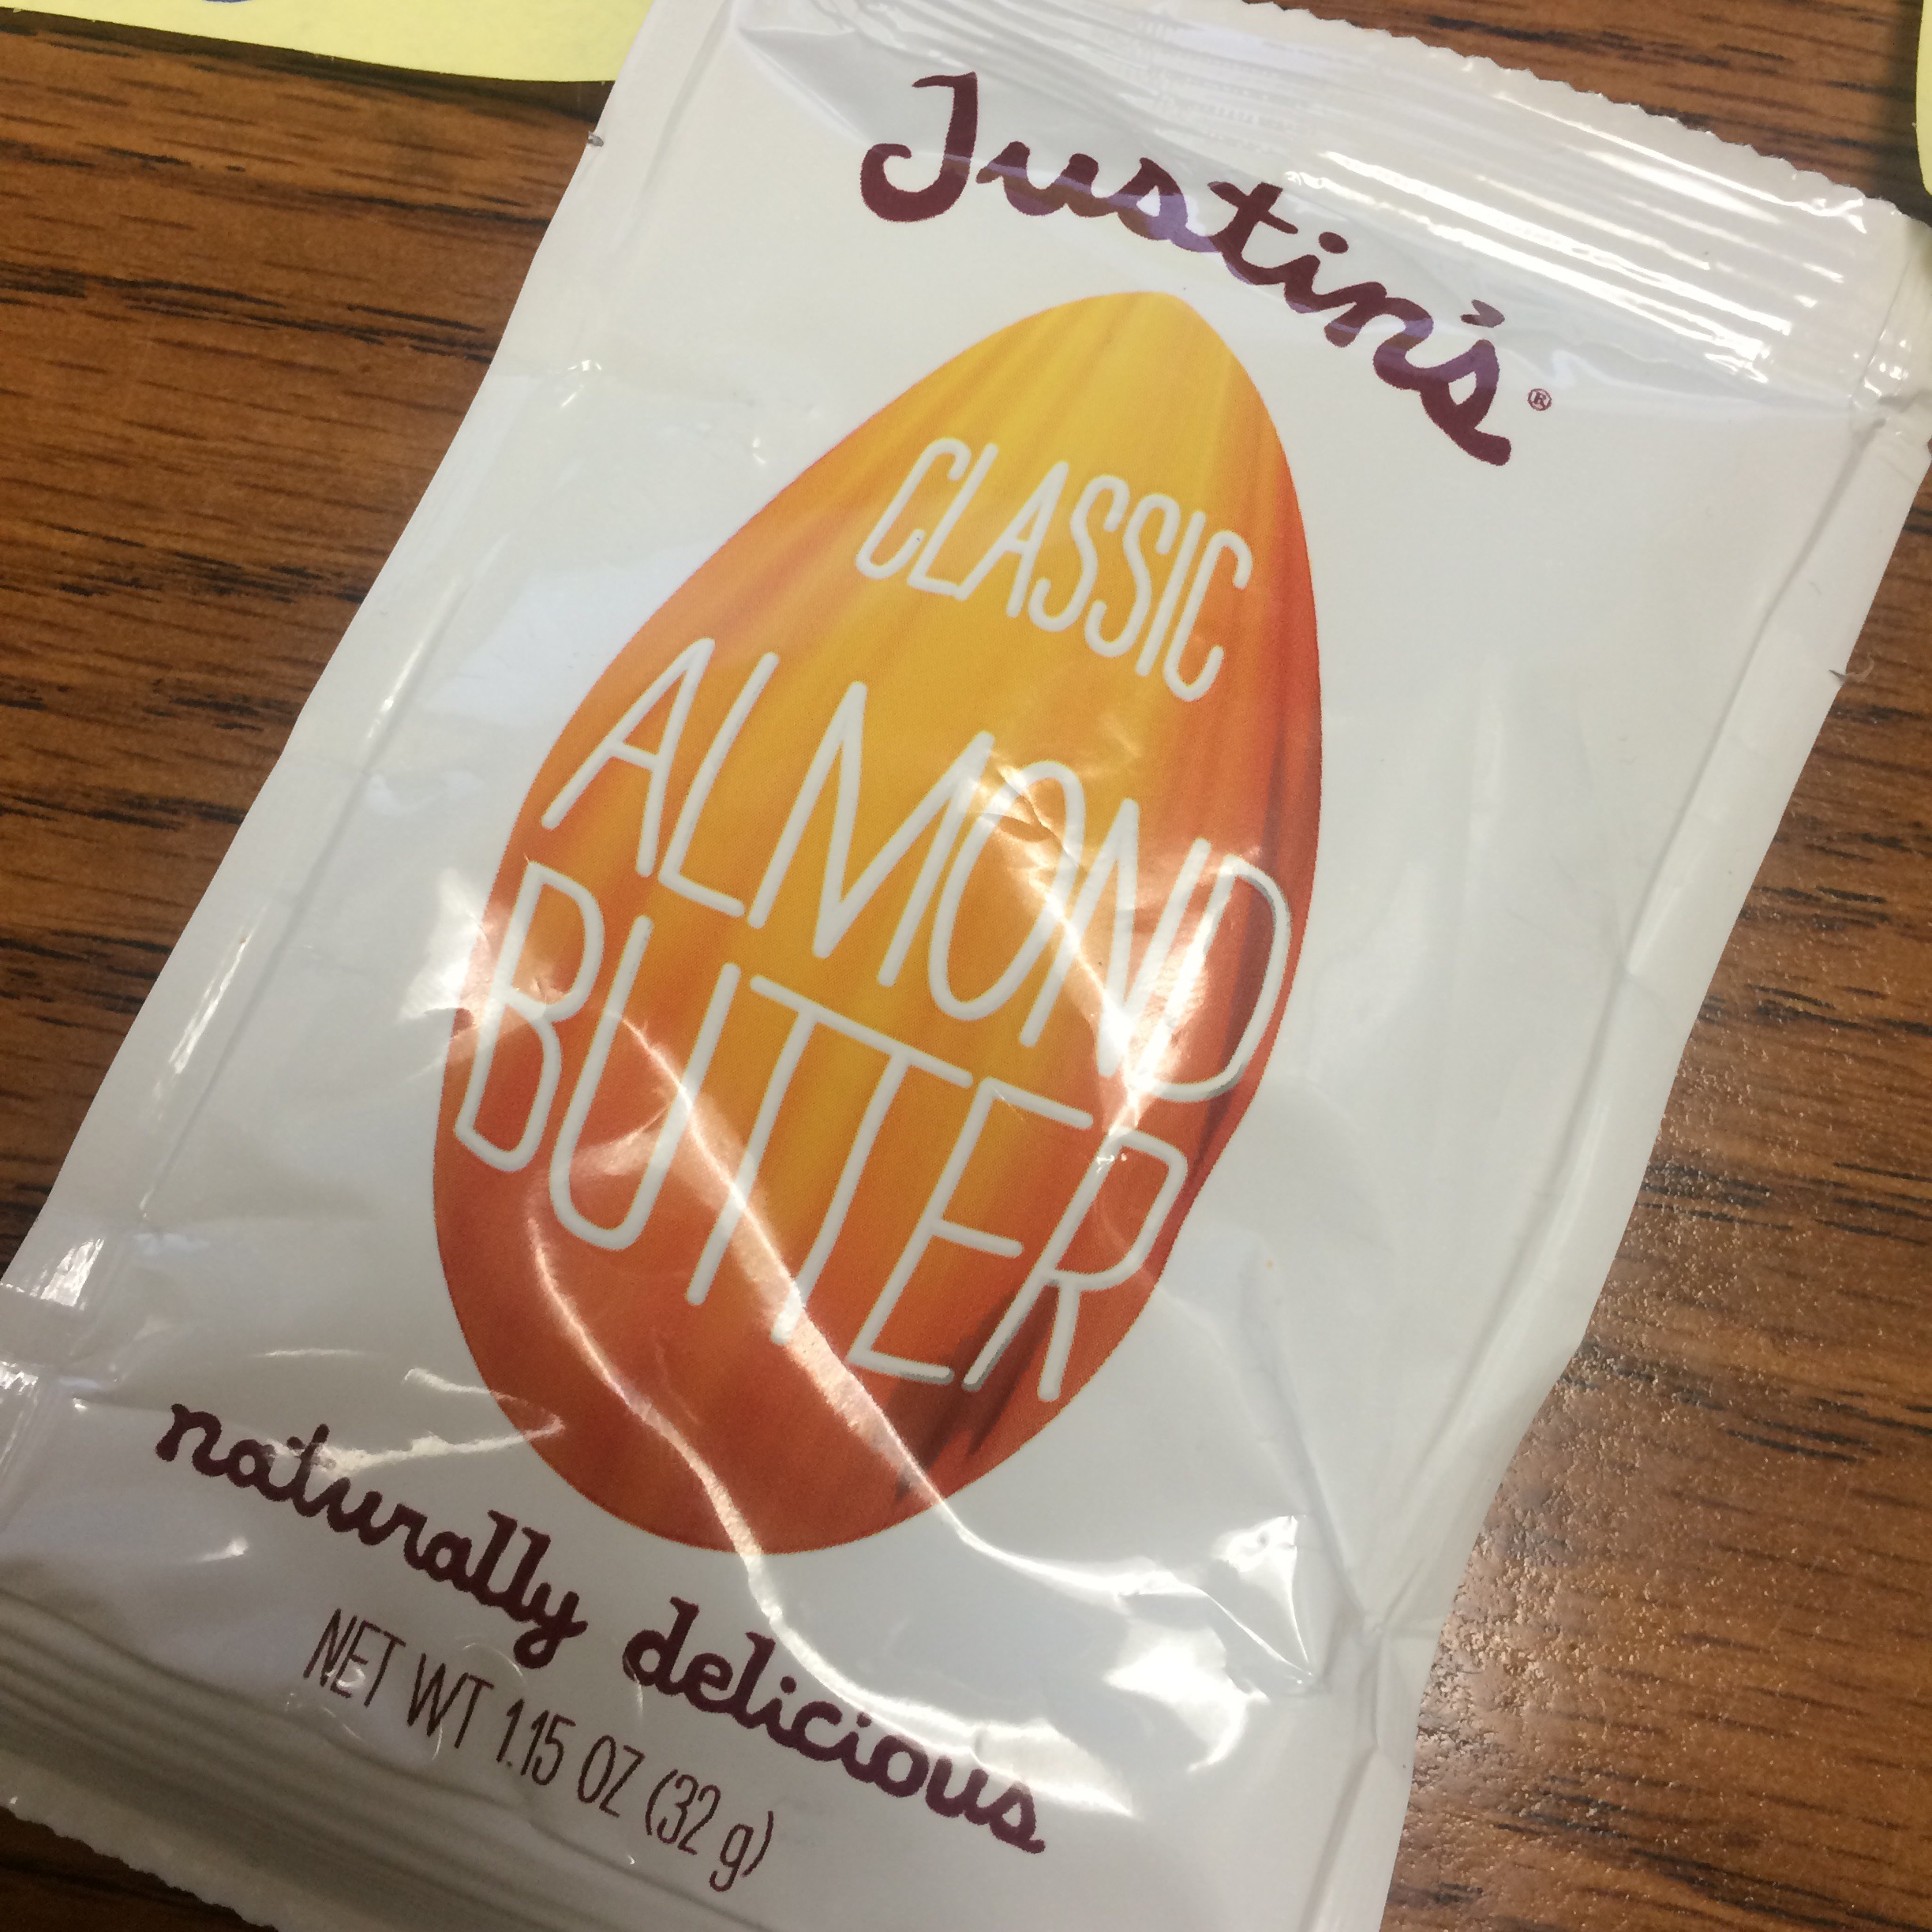 Justin's®
CLASSIC
ALMOND
BUTTER
naturally delicious
NET WT 1.15 OZ (32 g)